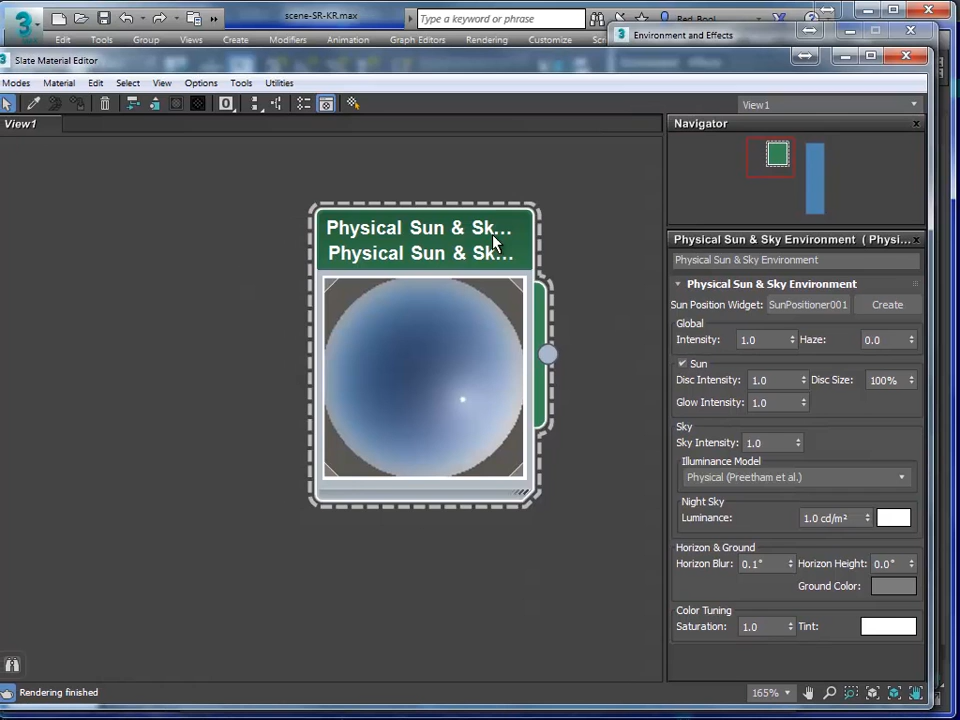 3
scene-SR-KR.max
Type a keyword or phrase
Red_Bool
Edit Tools Group Views Create Modifiers Animation Graph Editors Rendering Customize
Environment and Effects
Slate Material Editor
Modes Material Edit Select View Options Tools Utilities
0
View1
View1
Navigator
Physical Sun & Sk...
Physical Sun & Sk...
Physical Sun & Sky Environment ( Physi...
Physical Sun & Sky Environment
Physical Sun & Sky Environment
Sun Position Widget: SunPositioner001 Create
Global
Intensity: 1.0 Haze: 0.0
Sun
Disc Intensity: 1.0 Disc Size: 100%
Glow Intensity: 1.0
Sky
Sky Intensity: 1.0
Illuminance Model
Physical (Preetham et al.)
Night Sky
Luminance: 1.0 cd/m²
Horizon & Ground
Horizon Blur: 0.1° Horizon Height: 0.0°
Ground Color:
Color Tuning
Saturation: 1.0 Tint:
Rendering finished
165%